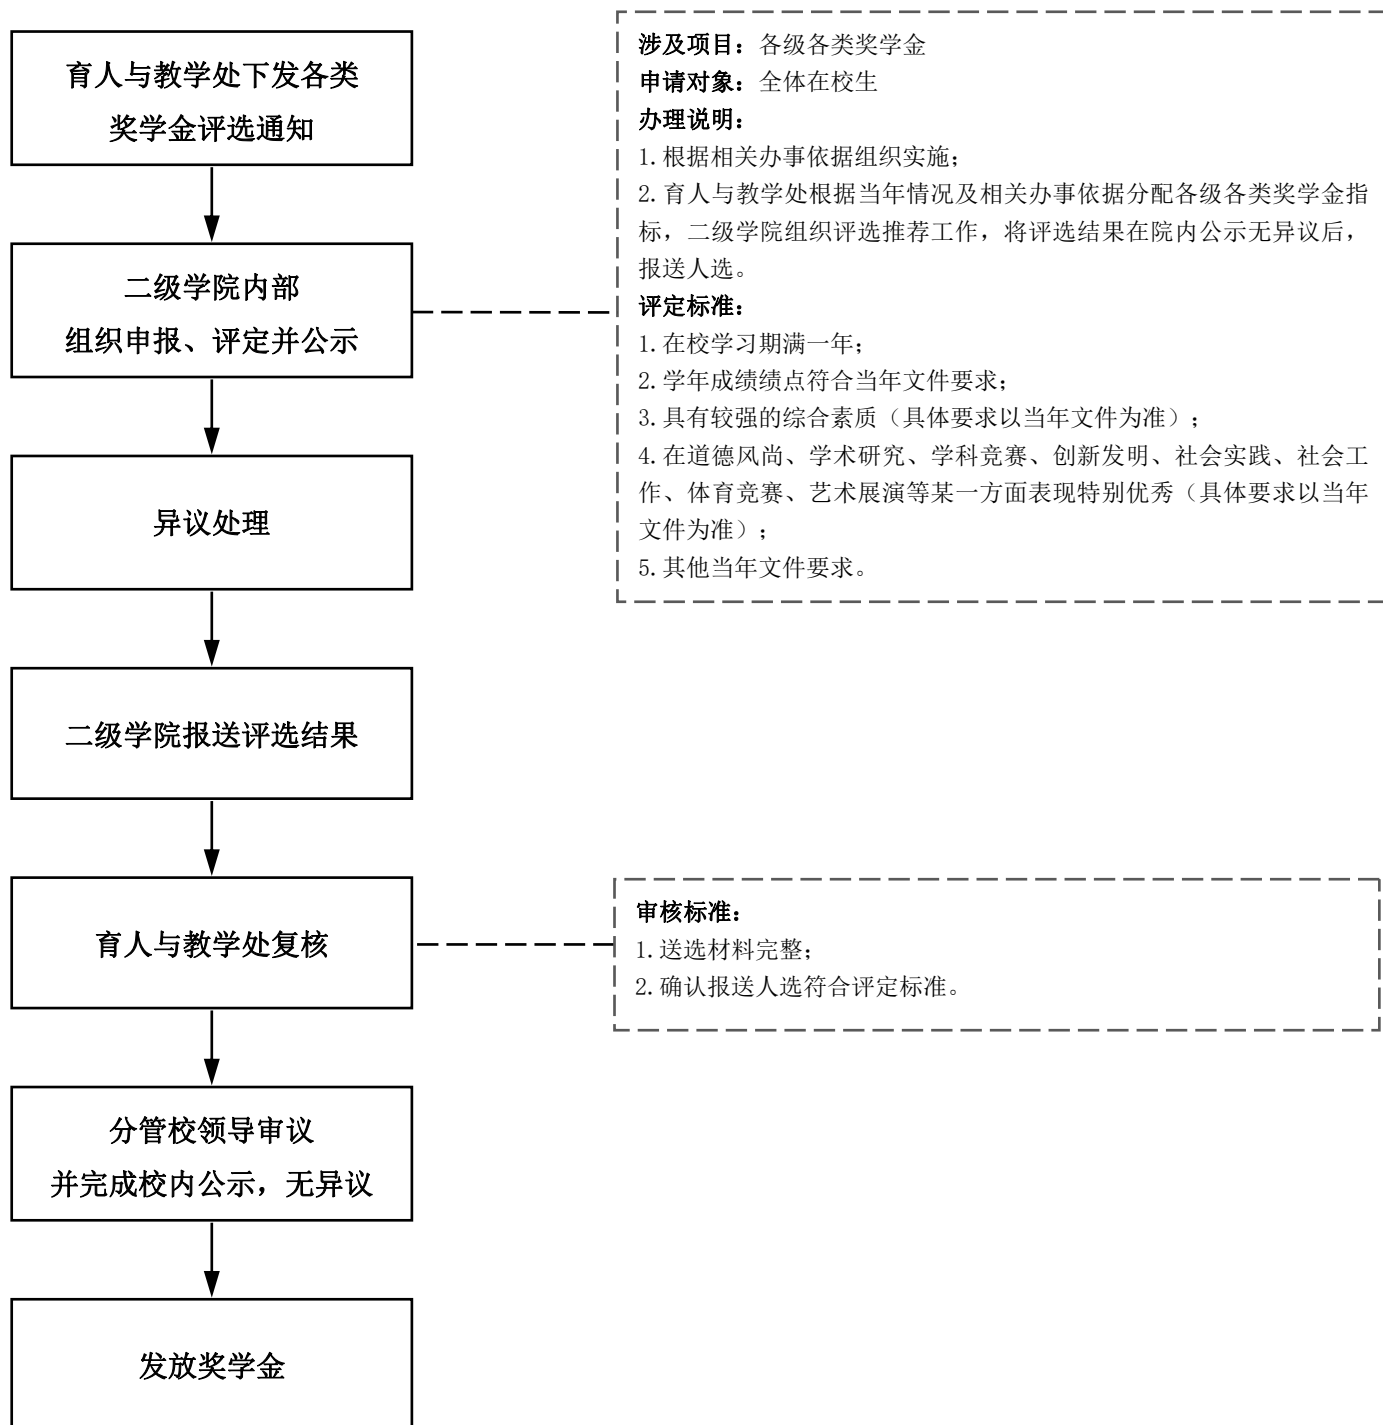 育人与教学处下发各类
奖学金评选通知
二级学院内部
组织申报、评定并公示
异议处理
二级学院报送评选结果
育人与教学处复核
分管校领导审议
并完成校内公示，无异议
发放奖学金
涉及项目：各级各类奖学金
申请对象：全体在校生
办理说明：
1.根据相关办事依据组织实施；
2.育人与教学处根据当年情况及相关办事依据分配各级各类奖学金指
标，二级学院组织评选推荐工作，将评选结果在院内公示无异议后，
报送人选。
评定标准：
1.在校学习期满一年；
2.学年成绩绩点符合当年文件要求；
3.具有较强的综合素质（具体要求以当年文件为准）；
4.在道德风尚、学术研究、学科竞赛、创新发明、社会实践、社会工
作、体育竞赛、艺术展演等某一方面表现特别优秀（具体要求以当年
文件为准）；
5.其他当年文件要求。
审核标准：
1.送选材料完整；
2.确认报送人选符合评定标准。